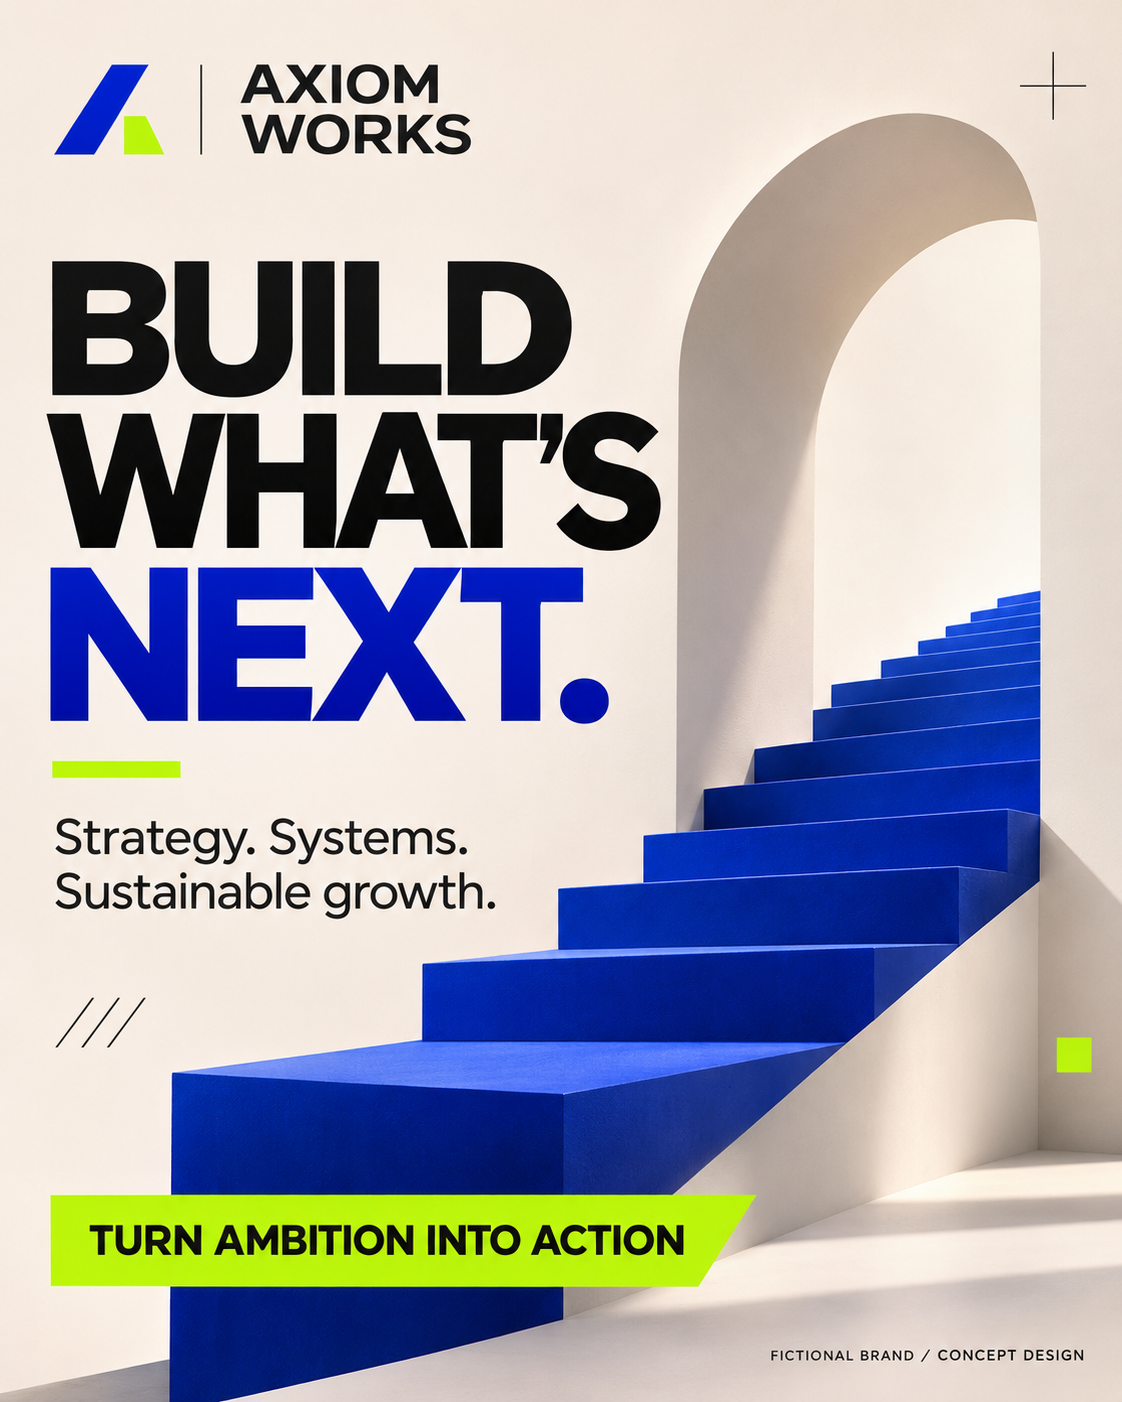 AXIOM
WORKS
BUILD
WHAT’S
NEXT.
Strategy. Systems.
Sustainable growth.
TURN AMBITION INTO ACTION
FICTIONAL BRAND / CONCEPT DESIGN